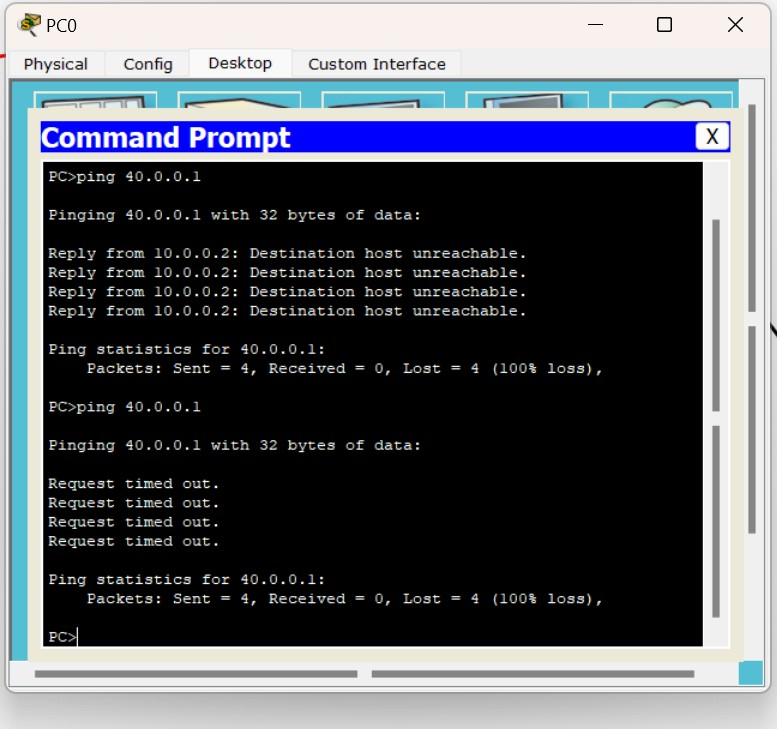 PC0
Physical Config Desktop Custom Interface
Command Prompt X
PC>ping 40.0.0.1
Pinging 40.0.0.1 with 32 bytes of data:
Reply from 10.0.0.2: Destination host unreachable.
Reply from 10.0.0.2: Destination host unreachable.
Reply from 10.0.0.2: Destination host unreachable.
Reply from 10.0.0.2: Destination host unreachable.
Ping statistics for 40.0.0.1:
Packets: Sent = 4, Received = 0, Lost = 4 (100% loss),
PC>ping 40.0.0.1
Pinging 40.0.0.1 with 32 bytes of data:
Request timed out.
Request timed out.
Request timed out.
Request timed out.
Ping statistics for 40.0.0.1:
Packets: Sent = 4, Received = 0, Lost = 4 (100% loss),
PC>